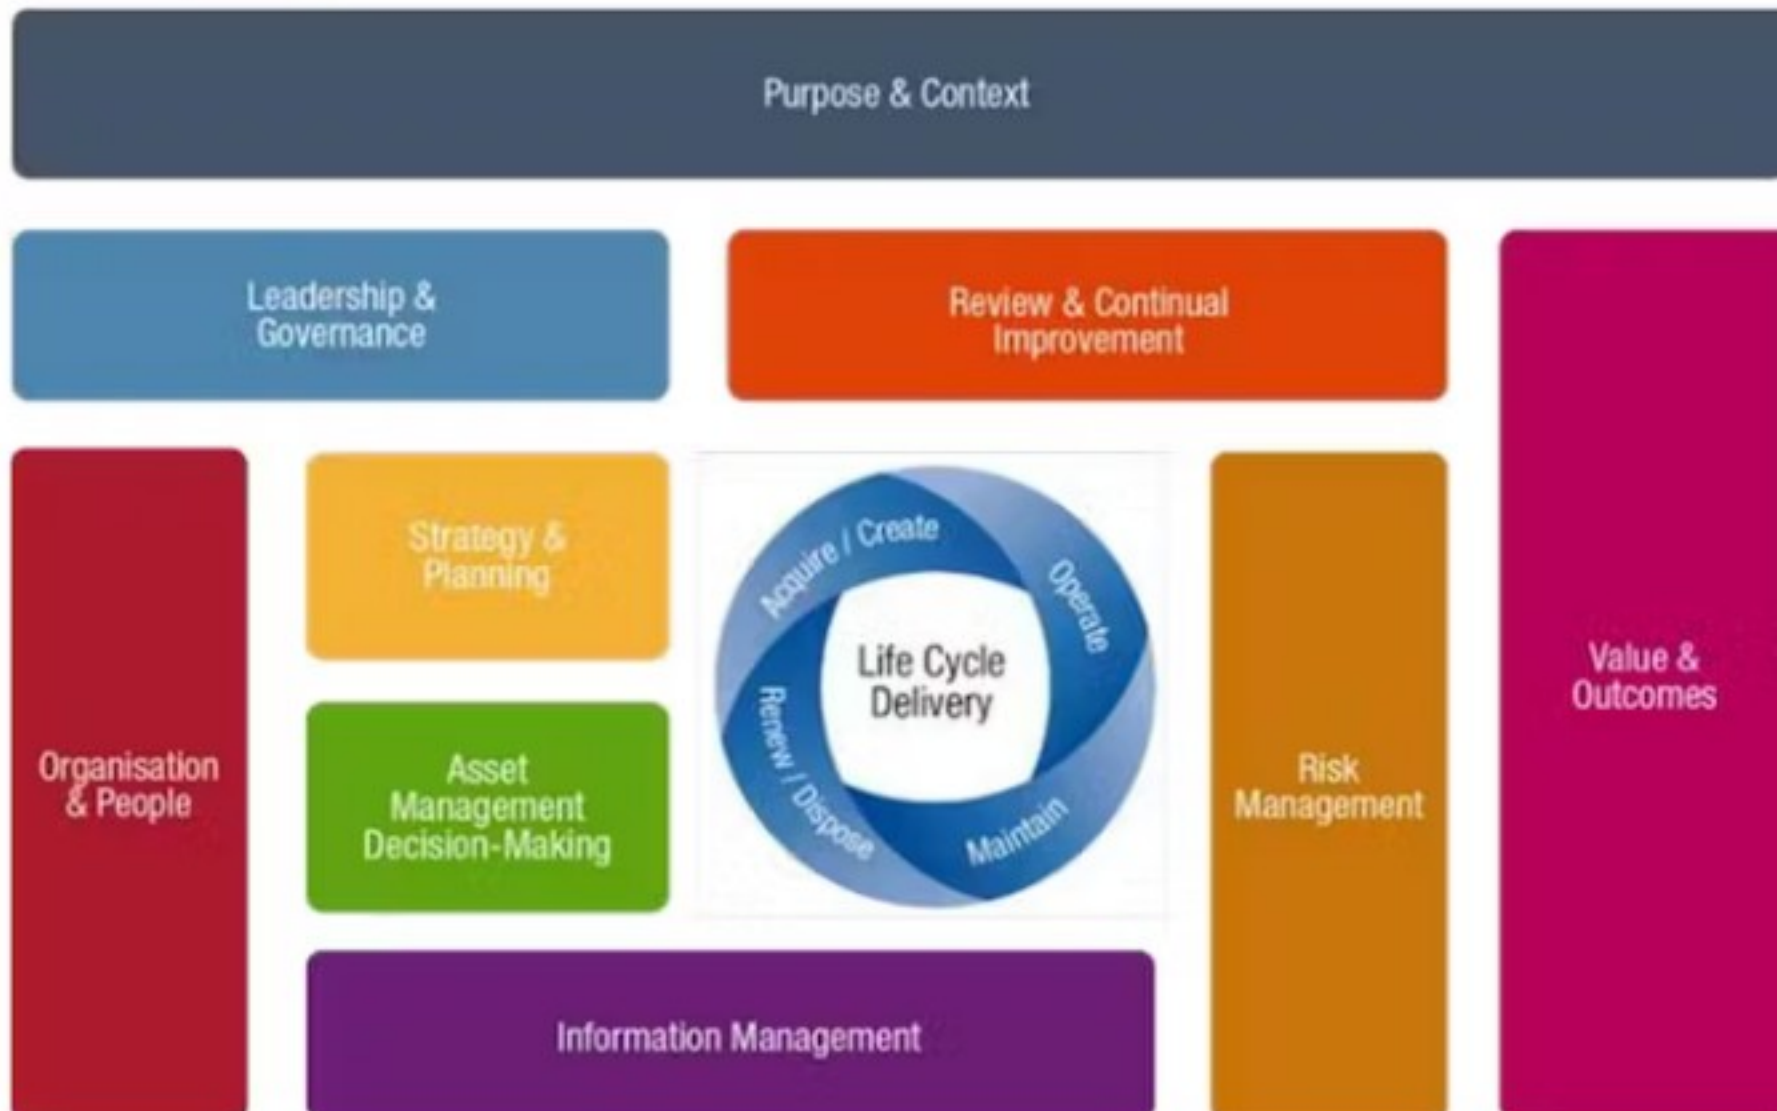 Purpose & Context
Leadership &
Governance
Review & Continual
Improvement
Organisation
& People
Strategy &
Planning
Asset
Management
Decision-Making
Acquire / Create
Operate
Maintain
Renew / Dispose
Life Cycle
Delivery
Risk
Management
Value &
Outcomes
Information Management